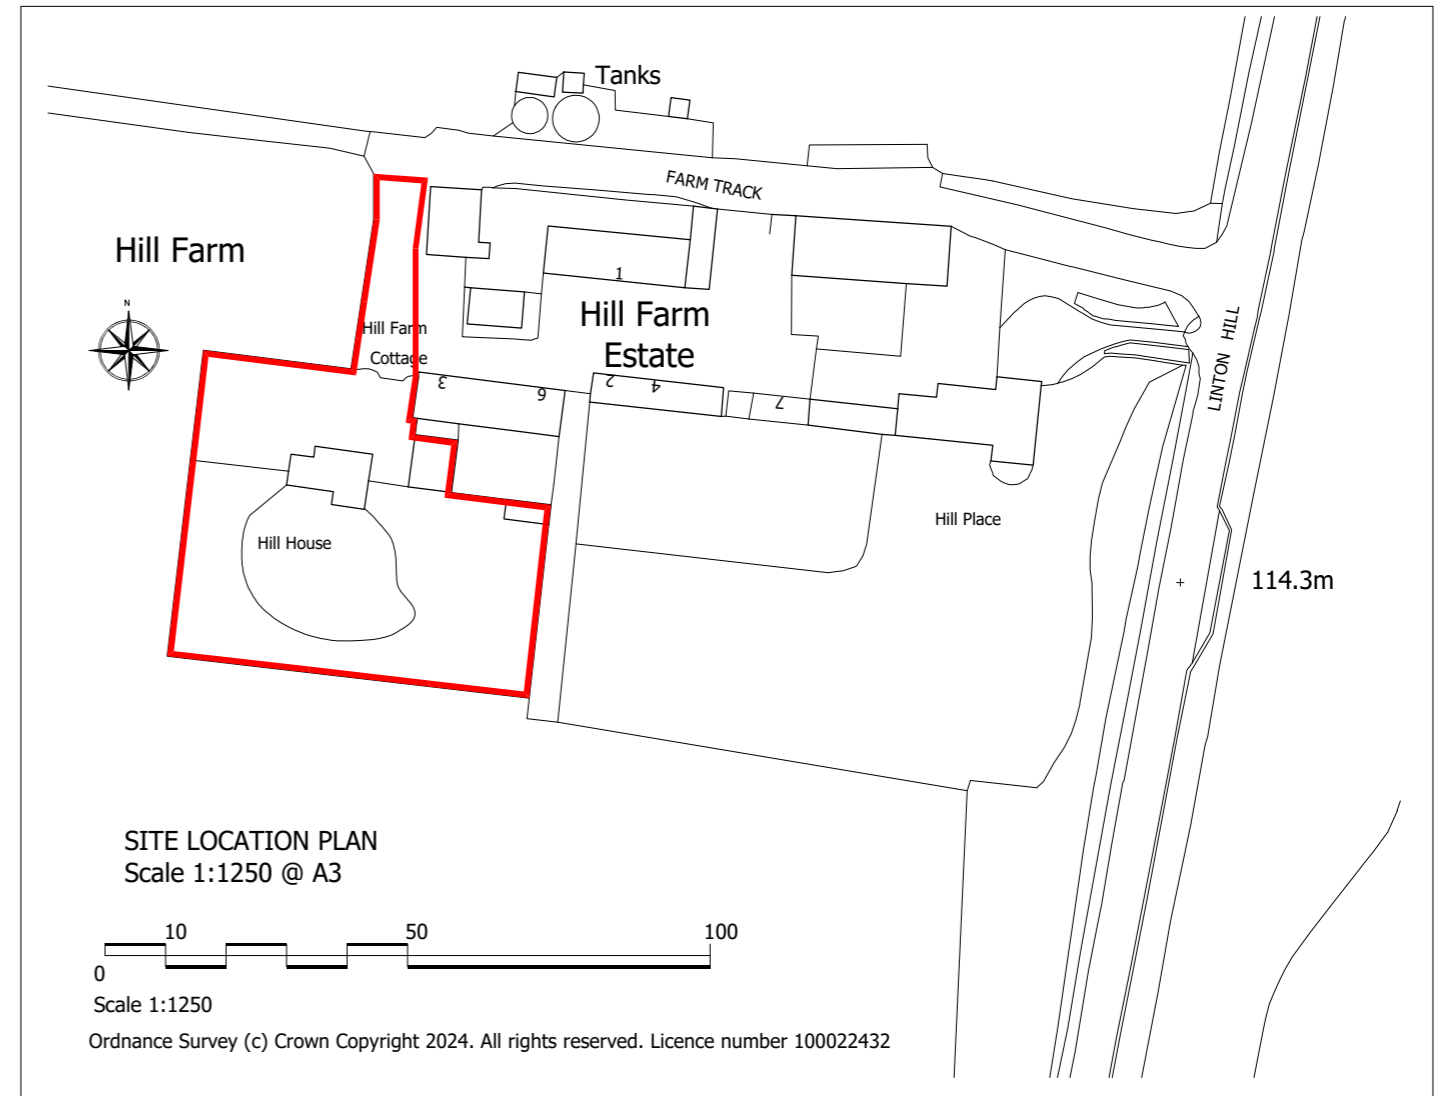 Tanks
FARM TRACK
Hill Farm
N
1
Hill Farm
Estate
Hill Farm
Cottage
3
6
2
4
7
LINTON HILL
Hill Place
Hill House
114.3m
SITE LOCATION PLAN
Scale 1:1250 @ A3
10 50 100
0
Scale 1:1250
Ordnance Survey (c) Crown Copyright 2024. All rights reserved. Licence number 100022432